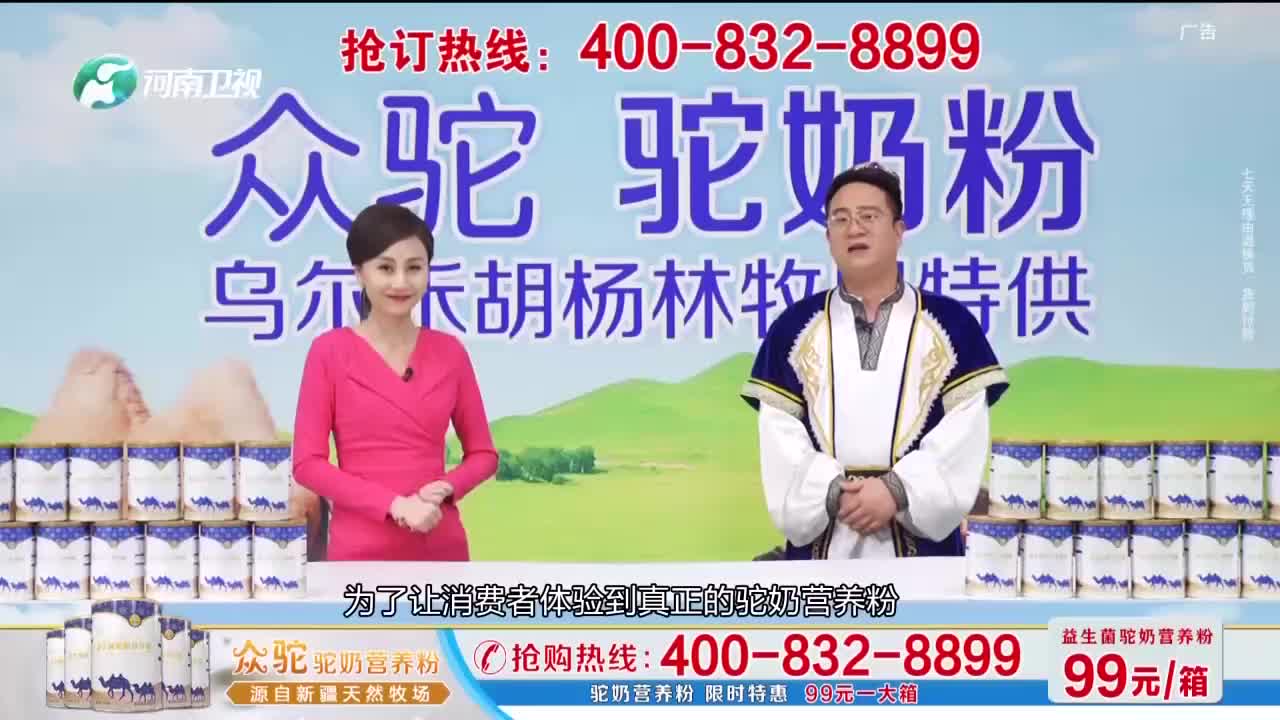 抢订热线：400-832-8899
广告
河南卫视
众驼 驼奶粉
乌尔禾胡杨林牧场特供
为了让消费者体验到真正的驼奶营养粉
众驼 驼奶营养粉
源自新疆天然牧场
抢购热线：400-832-8899
驼奶营养粉 限时特惠 99元一大箱
益生菌驼奶营养粉
99元/箱